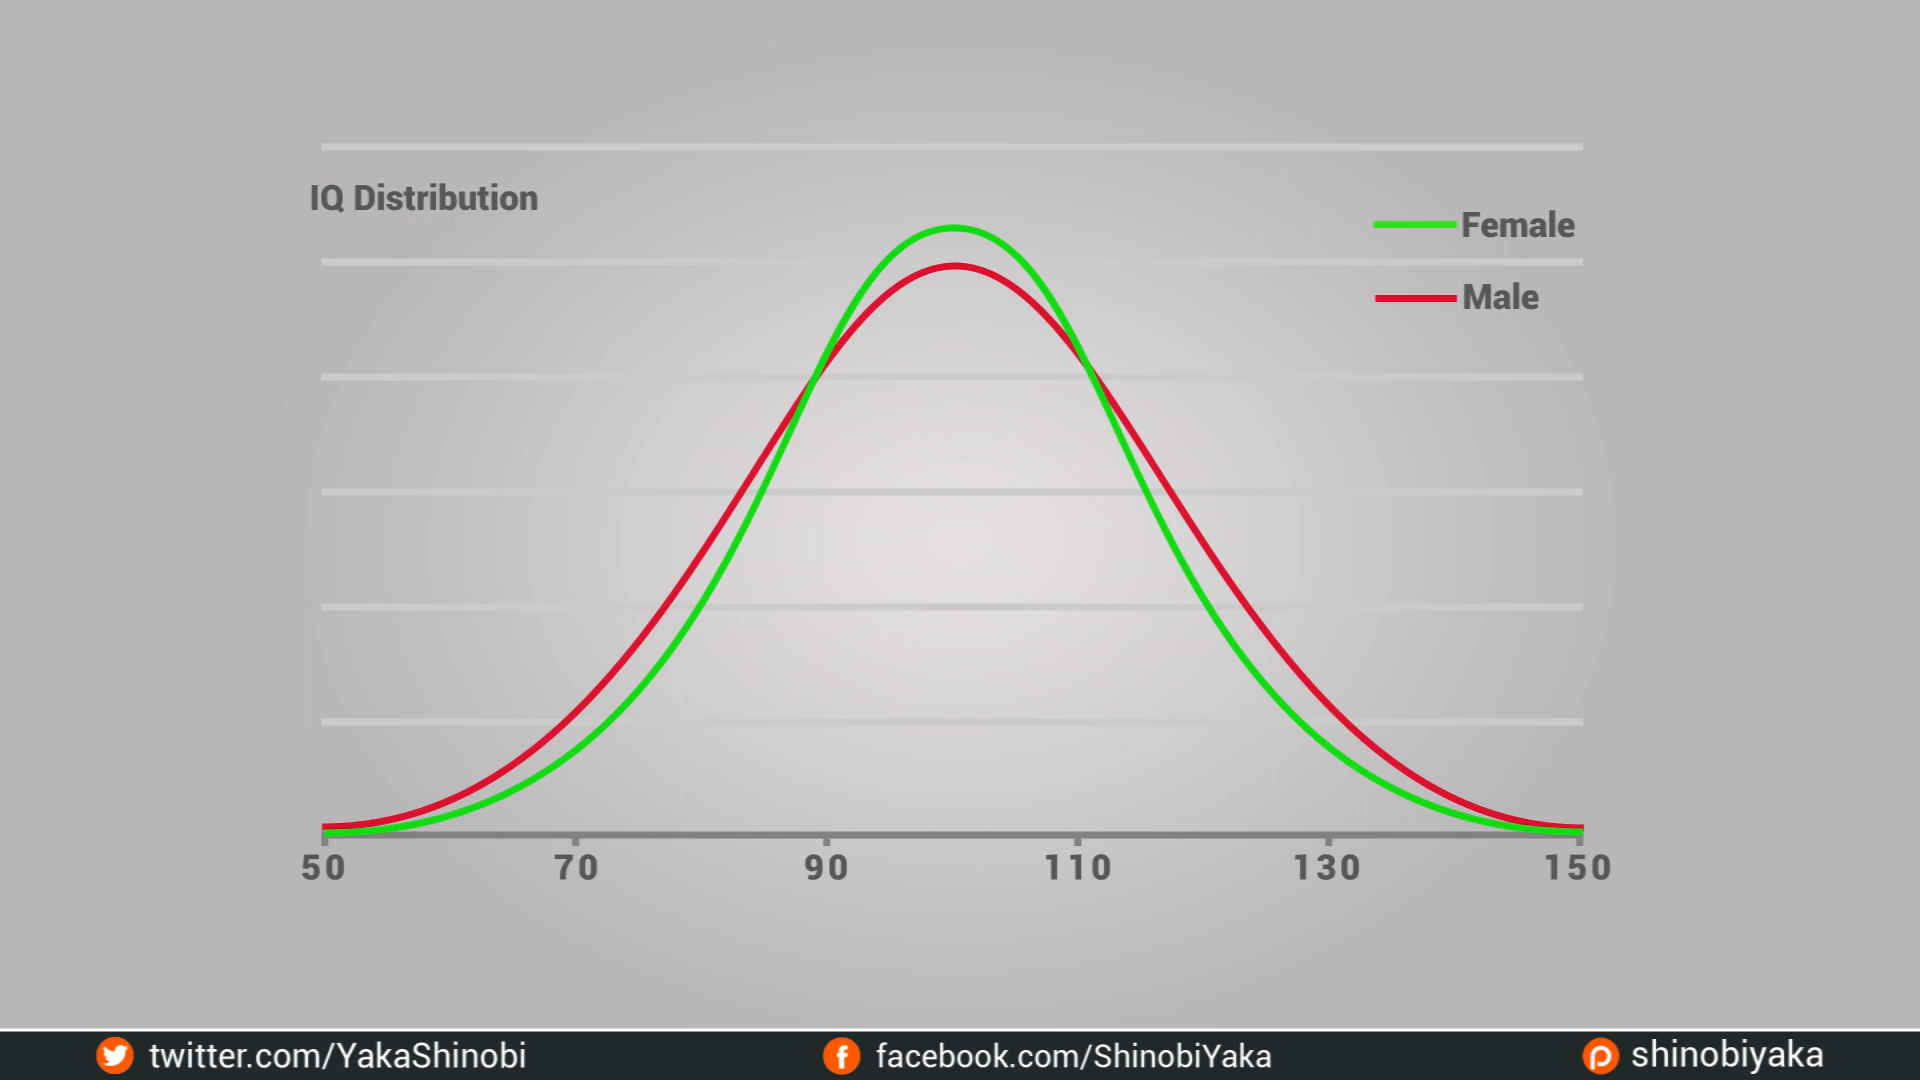 IQ Distribution
Female
Male
50 70 90 110 130 150
twitter.com/YakaShinobi facebook.com/ShinobiYaka shinobiyaka